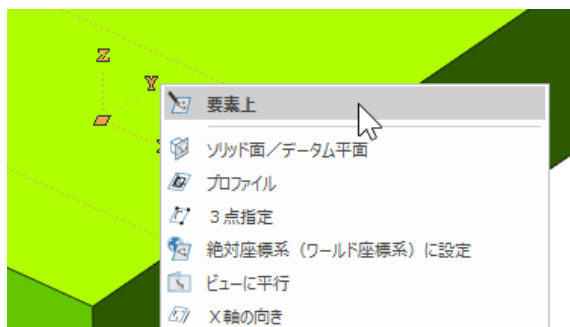 Z
Y
要素上
ソリッド面／データム平面
プロファイル
３点指定
絶対座標系（ワールド座標系）に設定
ビューに平行
X軸の向き